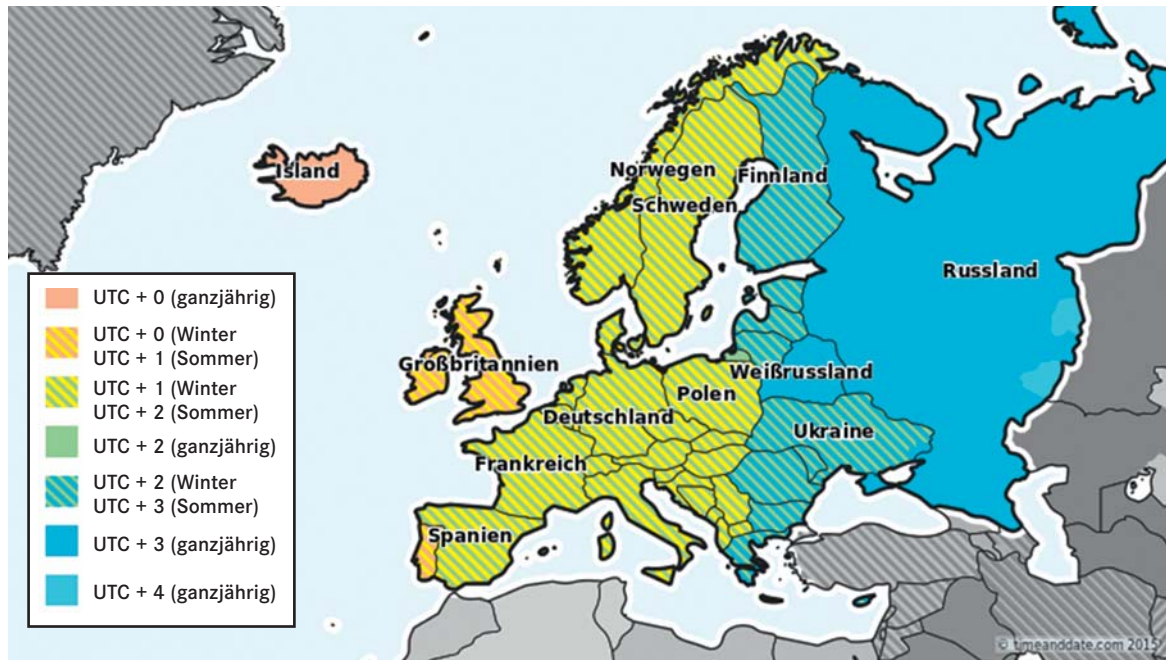 Island
Norwegen
Finnland
Schweden
Russland
UTC + 0 (ganzjährig)
UTC + 0 (Winter
UTC + 1 (Sommer)
UTC + 1 (Winter
UTC + 2 (Sommer)
UTC + 2 (ganzjährig)
UTC + 2 (Winter
UTC + 3 (Sommer)
UTC + 3 (ganzjährig)
UTC + 4 (ganzjährig)
Großbritannien
Weißrussland
Polen
Deutschland
Ukraine
Frankreich
Spanien
© timeanddate.com 2015